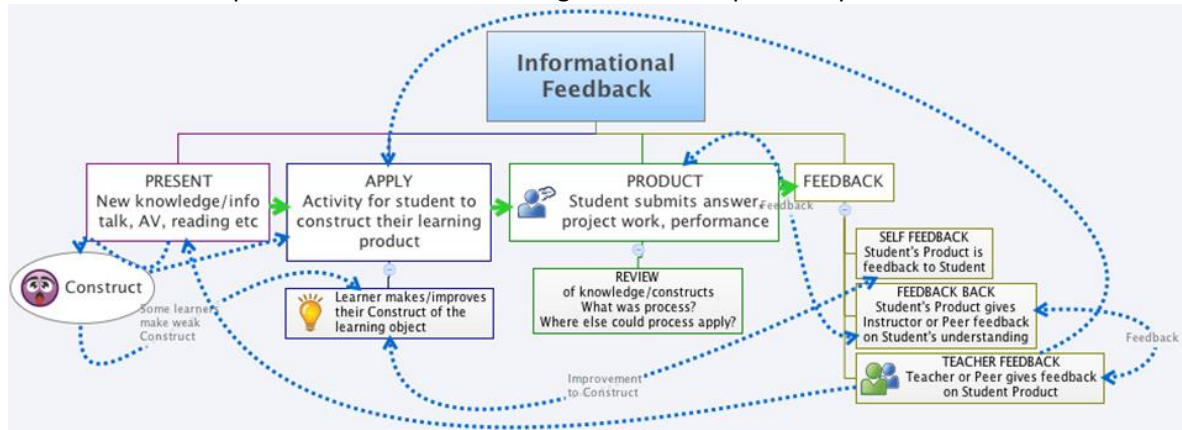 Informational
Feedback
PRESENT
New knowledge/info
talk, AV, reading etc
APPLY
Activity for student to
construct their learning
product
PRODUCT
Student submits answer,
project work, performance
Feedback
FEEDBACK
Construct
Some learners
make weak
Construct
Learner makes/improves
their Construct of the
learning object
REVIEW
of knowledge/constructs
What was process?
Where else could process apply?
SELF FEEDBACK
Student's Product is
feedback to Student
FEEDBACK BACK
Student's Product gives
Instructor or Peer feedback
on Student's understanding
Feedback
TEACHER FEEDBACK
Teacher or Peer gives feedback
on Student Product
Improvement
to Construct